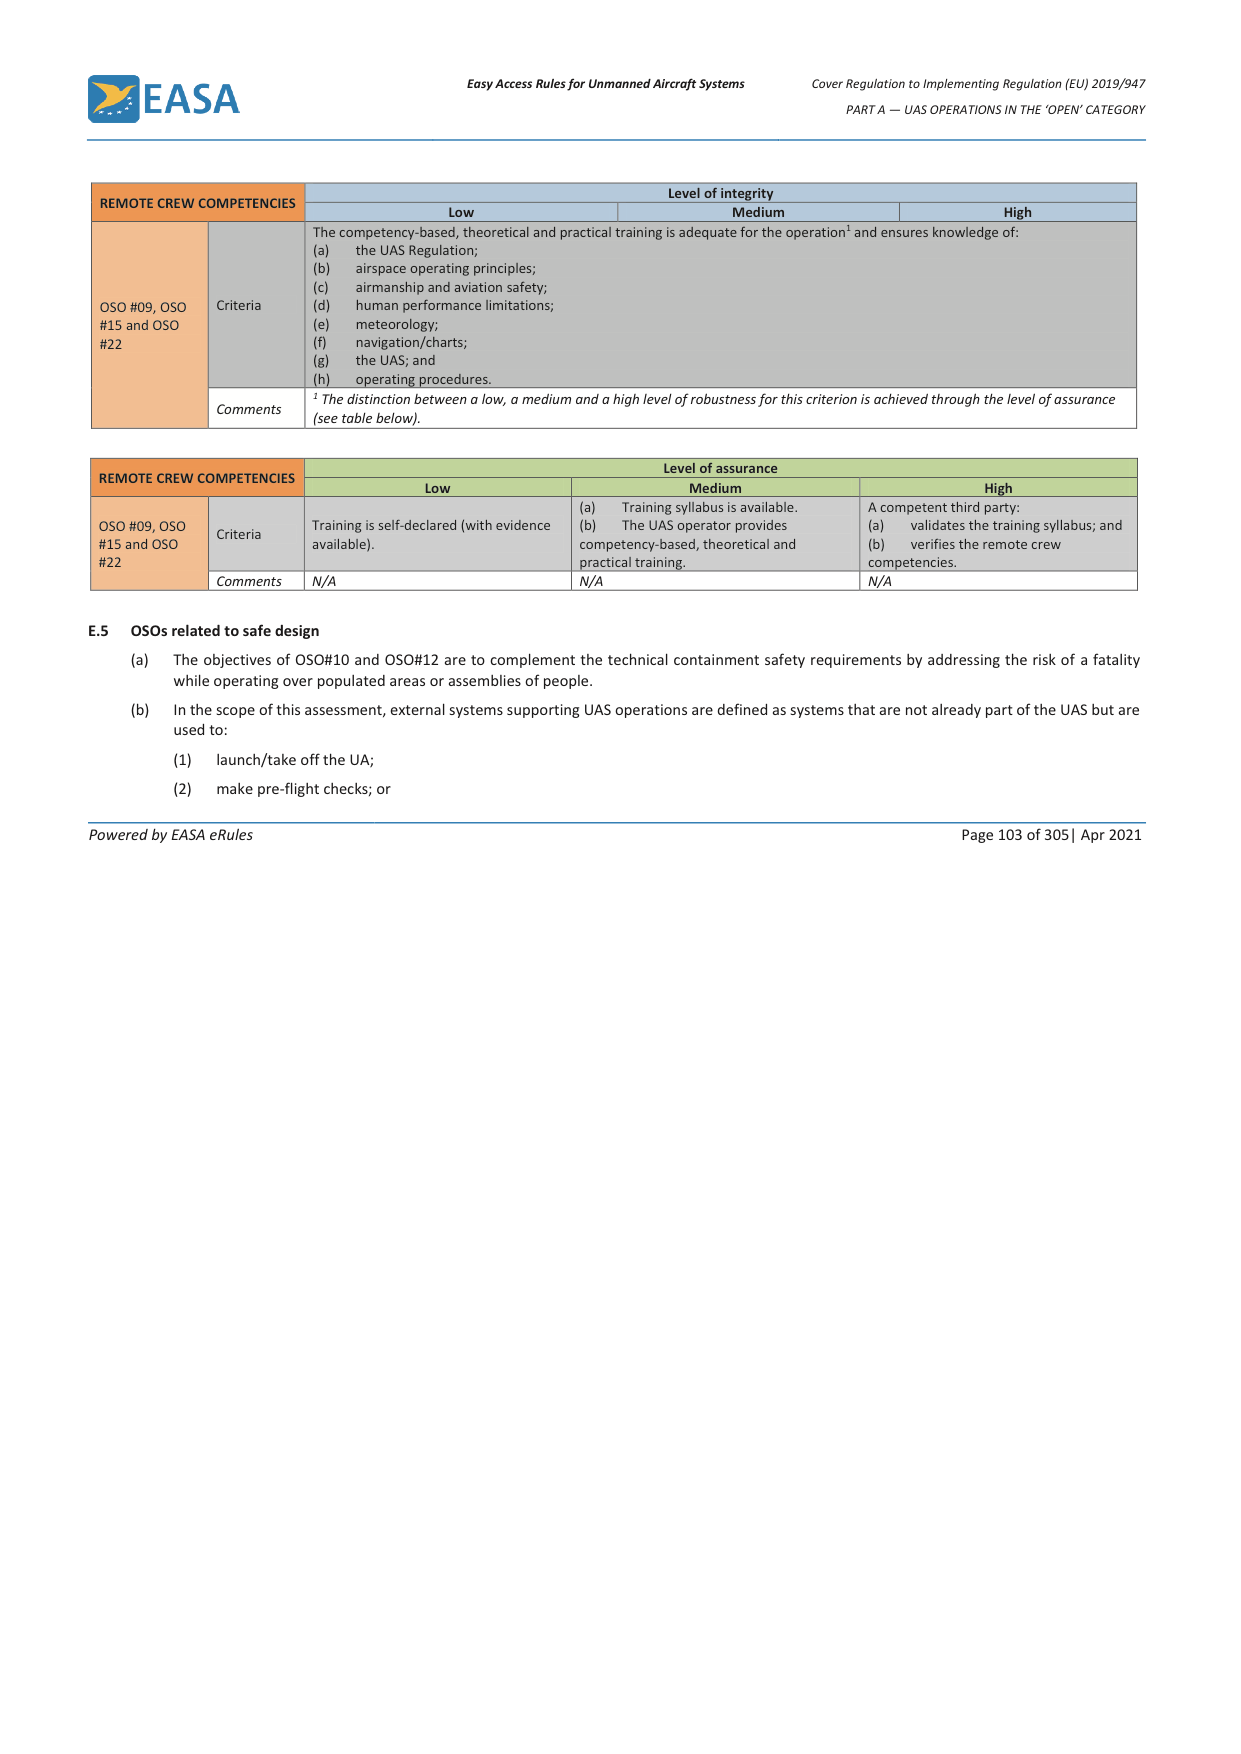 EASA
Easy Access Rules for Unmanned Aircraft Systems
Cover Regulation to Implementing Regulation (EU) 2019/947
PART A — UAS OPERATIONS IN THE ‘OPEN’ CATEGORY
REMOTE CREW COMPETENCIES
Level of integrity
Low
Medium
High
OSO #09, OSO
#15 and OSO
#22
Criteria
The competency-based, theoretical and practical training is adequate for the operation1 and ensures knowledge of:
(a) the UAS Regulation;
(b) airspace operating principles;
(c) airmanship and aviation safety;
(d) human performance limitations;
(e) meteorology;
(f) navigation/charts;
(g) the UAS; and
(h) operating procedures.
Comments
1 The distinction between a low, a medium and a high level of robustness for this criterion is achieved through the level of assurance
(see table below).
REMOTE CREW COMPETENCIES
Level of assurance
Low
Medium
High
OSO #09, OSO
#15 and OSO
#22
Criteria
Training is self-declared (with evidence
available).
(a) Training syllabus is available.
(b) The UAS operator provides
competency-based, theoretical and
practical training.
A competent third party:
(a) validates the training syllabus; and
(b) verifies the remote crew
competencies.
Comments
N/A
N/A
N/A
E.5 OSOs related to safe design
(a) The objectives of OSO#10 and OSO#12 are to complement the technical containment safety requirements by addressing the risk of a fatality
while operating over populated areas or assemblies of people.
(b) In the scope of this assessment, external systems supporting UAS operations are defined as systems that are not already part of the UAS but are
used to:
(1) launch/take off the UA;
(2) make pre-flight checks; or
Powered by EASA eRules
Page 103 of 305| Apr 2021